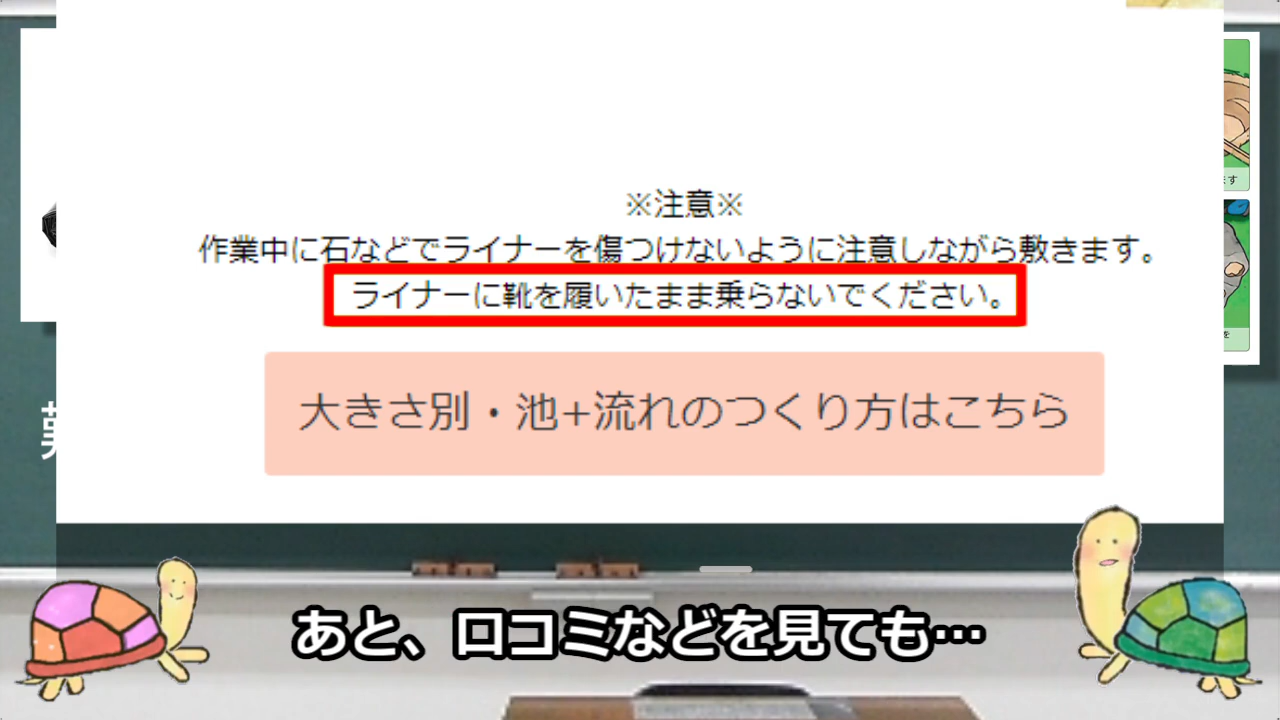 ※注意※
作業中に石などでライナーを傷つけないように注意しながら敷きます。
ライナーに靴を履いたまま乗らないでください。
大きさ別・池+流れのつくり方はこちら
ます
を
あと、口コミなどを見ても…